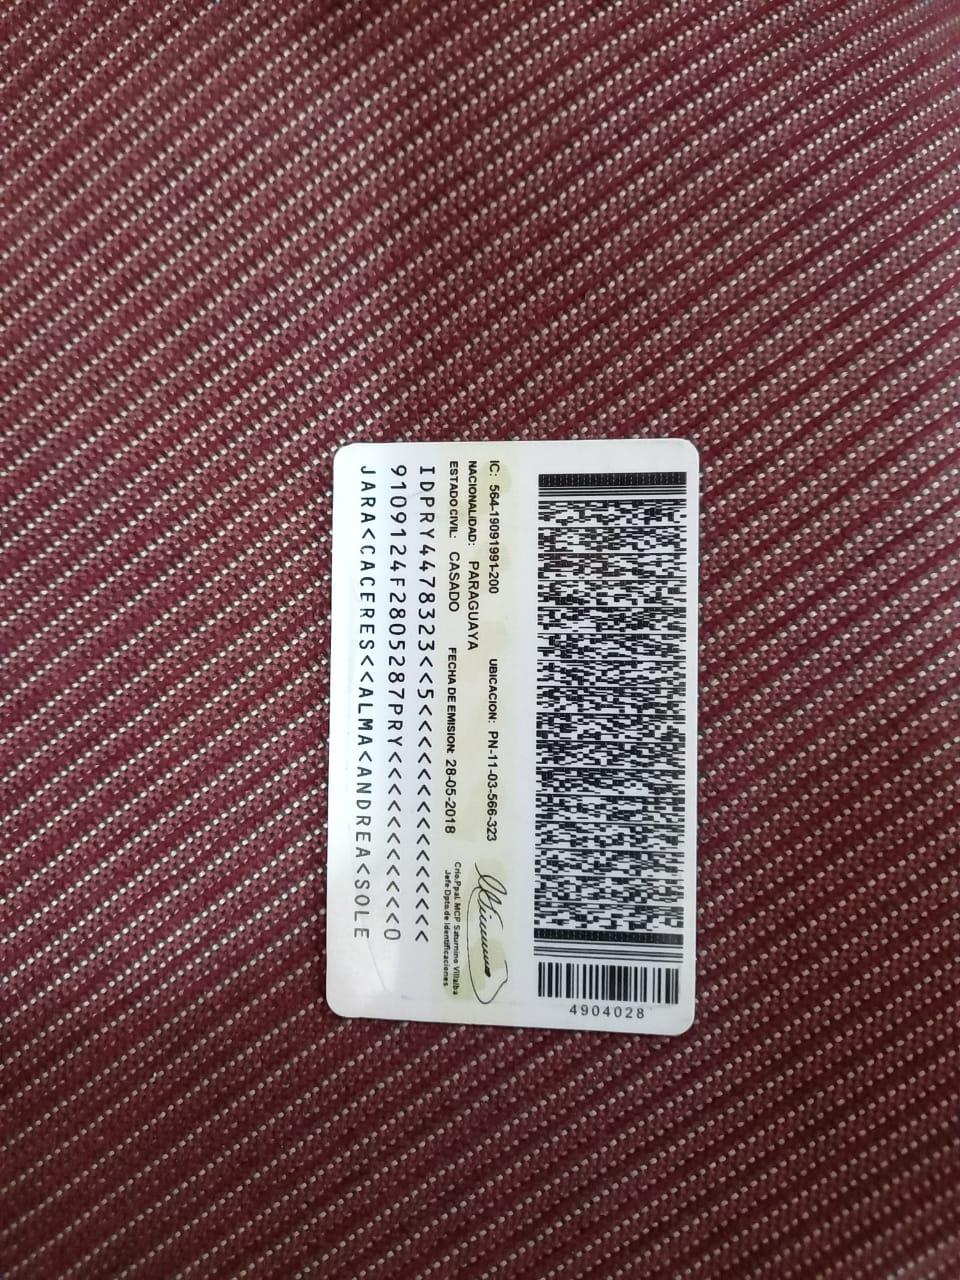 4904028
IC: 564-19091991-200 UBICACION: PN-11-03-566-323
NACIONALIDAD: PARAGUAYA
ESTADO CIVIL: CASADO FECHA DE EMISION: 28-05-2018
Crio. Ppal. MCP Saturnino Villalba
Jefe Dpto. de Identificaciones
IDPRY4478323<<5<<<<<<<<<<<<<<<
9109124F2805287PRY<<<<<<<<<<<0
JARA<CACERES<<ALMA<ANDREA<SOLE